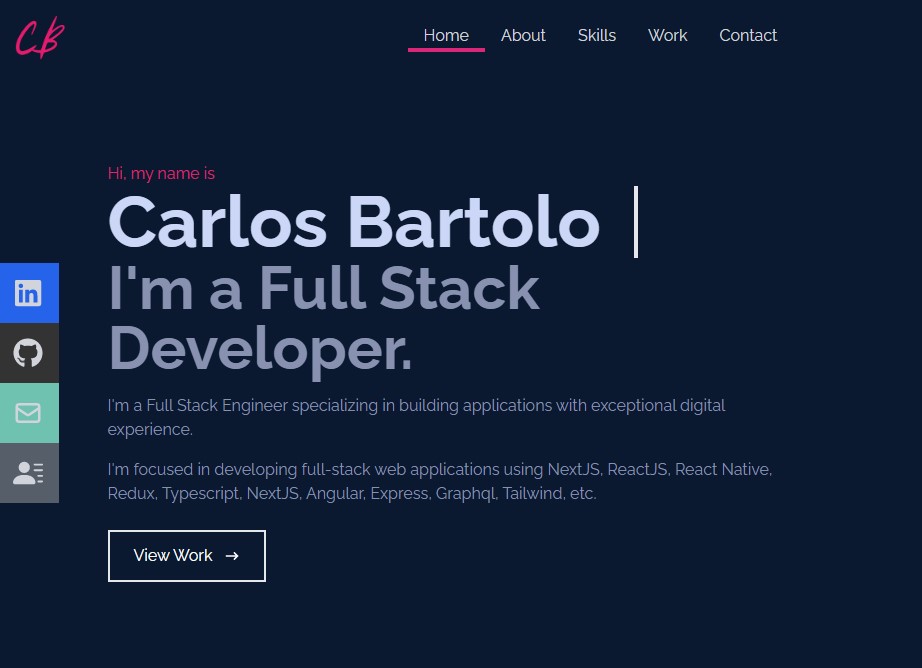 CB
Home About Skills Work Contact
Hi, my name is
Carlos Bartolo
I'm a Full Stack
Developer.
in
I'm a Full Stack Engineer specializing in building applications with exceptional digital
experience.
I'm focused in developing full-stack web applications using NextJS, ReactJS, React Native,
Redux, Typescript, NextJS, Angular, Express, Graphql, Tailwind, etc.
View Work →